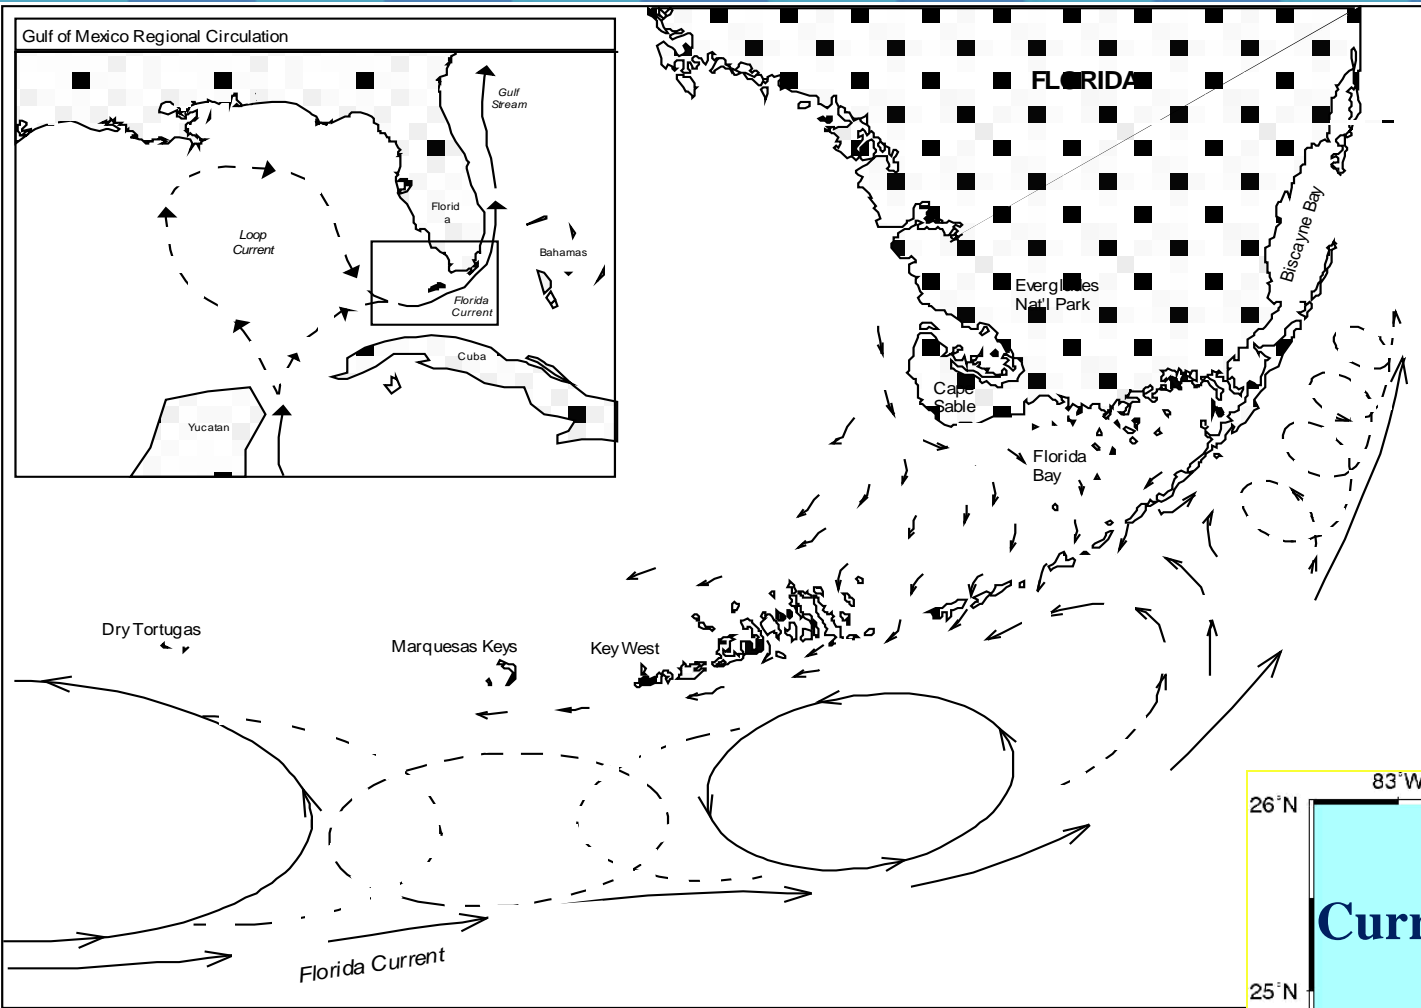 Gulf of Mexico Regional Circulation
Gulf
Stream
Florid
a
Loop
Current
Bahamas
Florida
Current
Cuba
Yucatan
FLORIDA
Biscayne Bay
Everglades
Nat'l Park
Cape
Sable
Florida
Bay
Dry Tortugas
Marquesas Keys
Key West
Florida Current
83°W
26°N
Curr
25°N